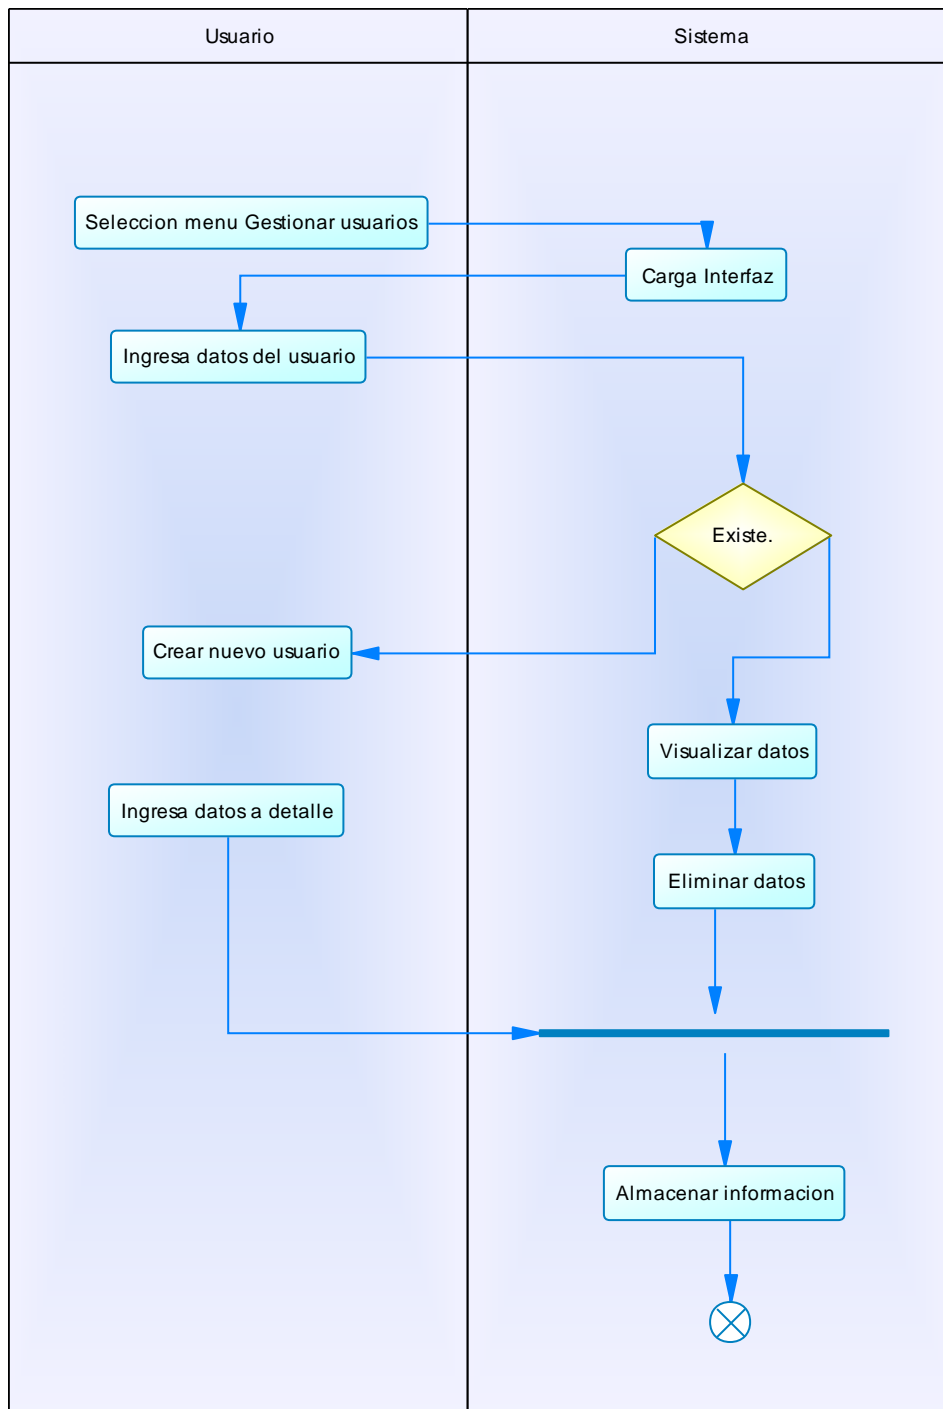 Usuario
Sistema
Seleccion menu Gestionar usuarios
Carga Interfaz
Ingresa datos del usuario
Existe.
Crear nuevo usuario
Visualizar datos
Ingresa datos a detalle
Eliminar datos
Almacenar informacion